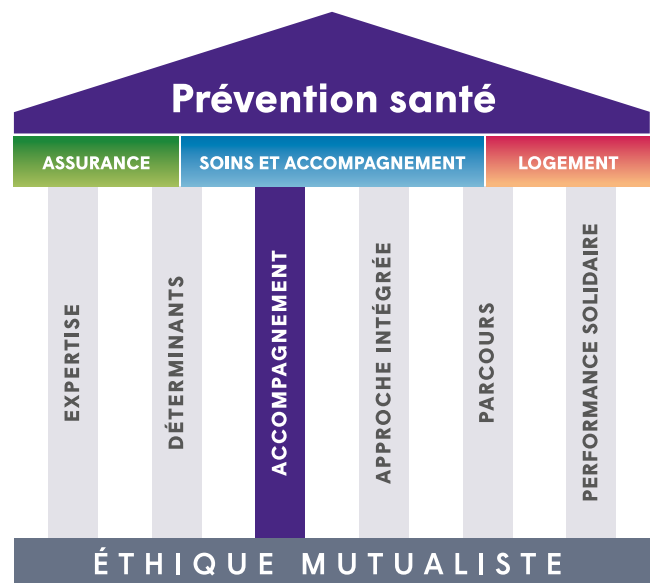 Prévention santé
ASSURANCE
SOINS ET ACCOMPAGNEMENT
LOGEMENT
EXPERTISE
DÉTERMINANTS
ACCOMPAGNEMENT
APPROCHE INTÉGRÉE
PARCOURS
PERFORMANCE SOLIDAIRE
ÉTHIQUE MUTUALISTE